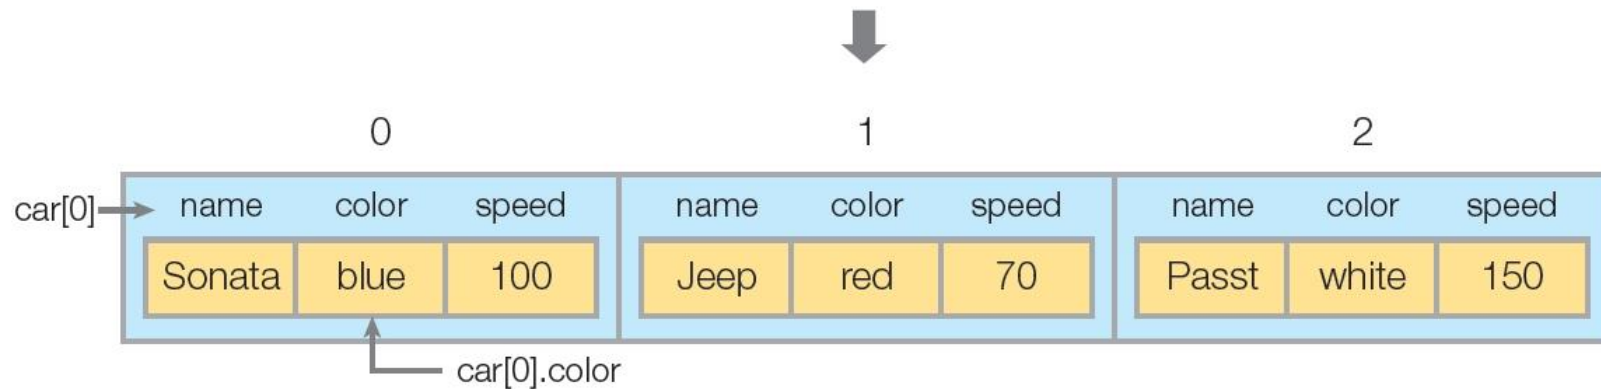 0 1 2
car[0] name color speed name color speed name color speed
Sonata blue 100 Jeep red 70 Passt white 150
car[0].color